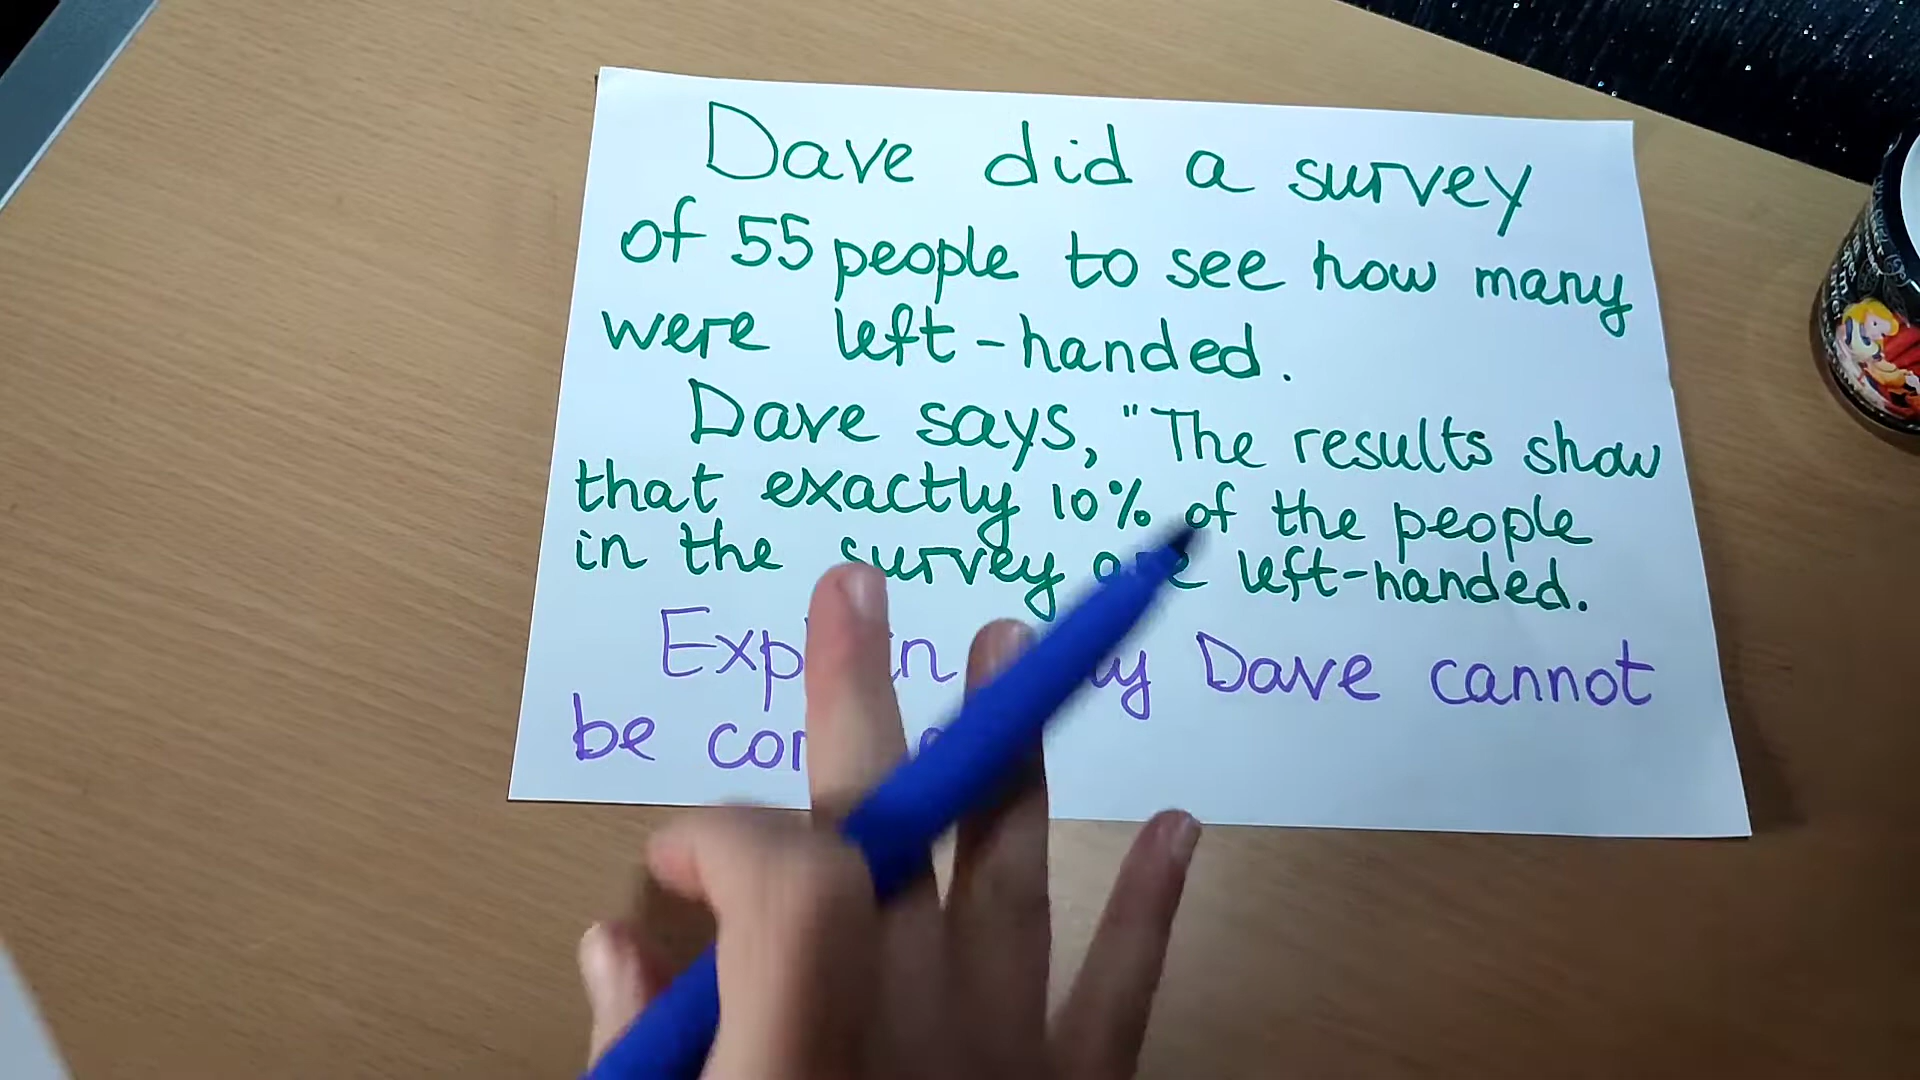 Dave did a survey
of 55 people to see how many
were left-handed.
Dave says, "The results show
that exactly 10% of the people
in the survey are left-handed.
Dave cannot
be